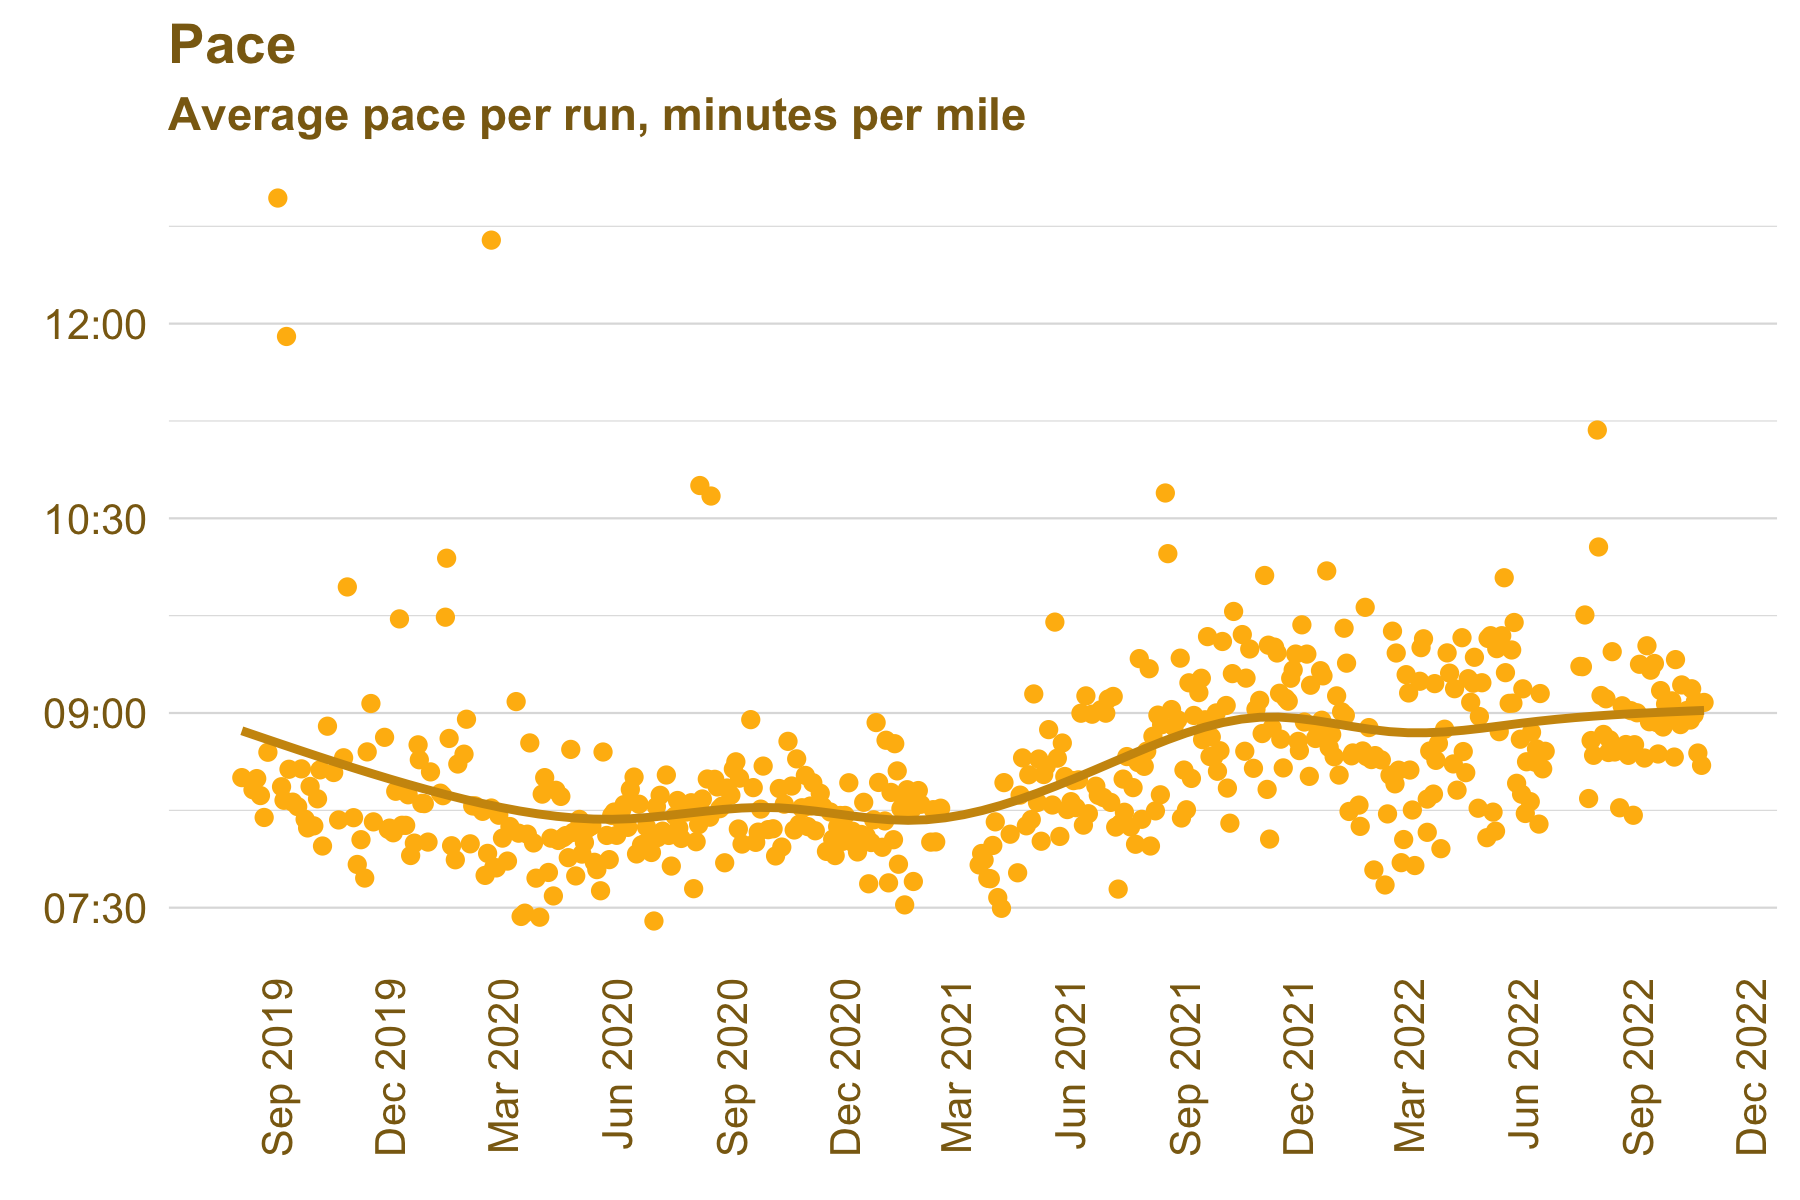 Pace
Average pace per run, minutes per mile
12:00
10:30
09:00
07:30
Sep 2019
Dec 2019
Mar 2020
Jun 2020
Sep 2020
Dec 2020
Mar 2021
Jun 2021
Sep 2021
Dec 2021
Mar 2022
Jun 2022
Sep 2022
Dec 2022